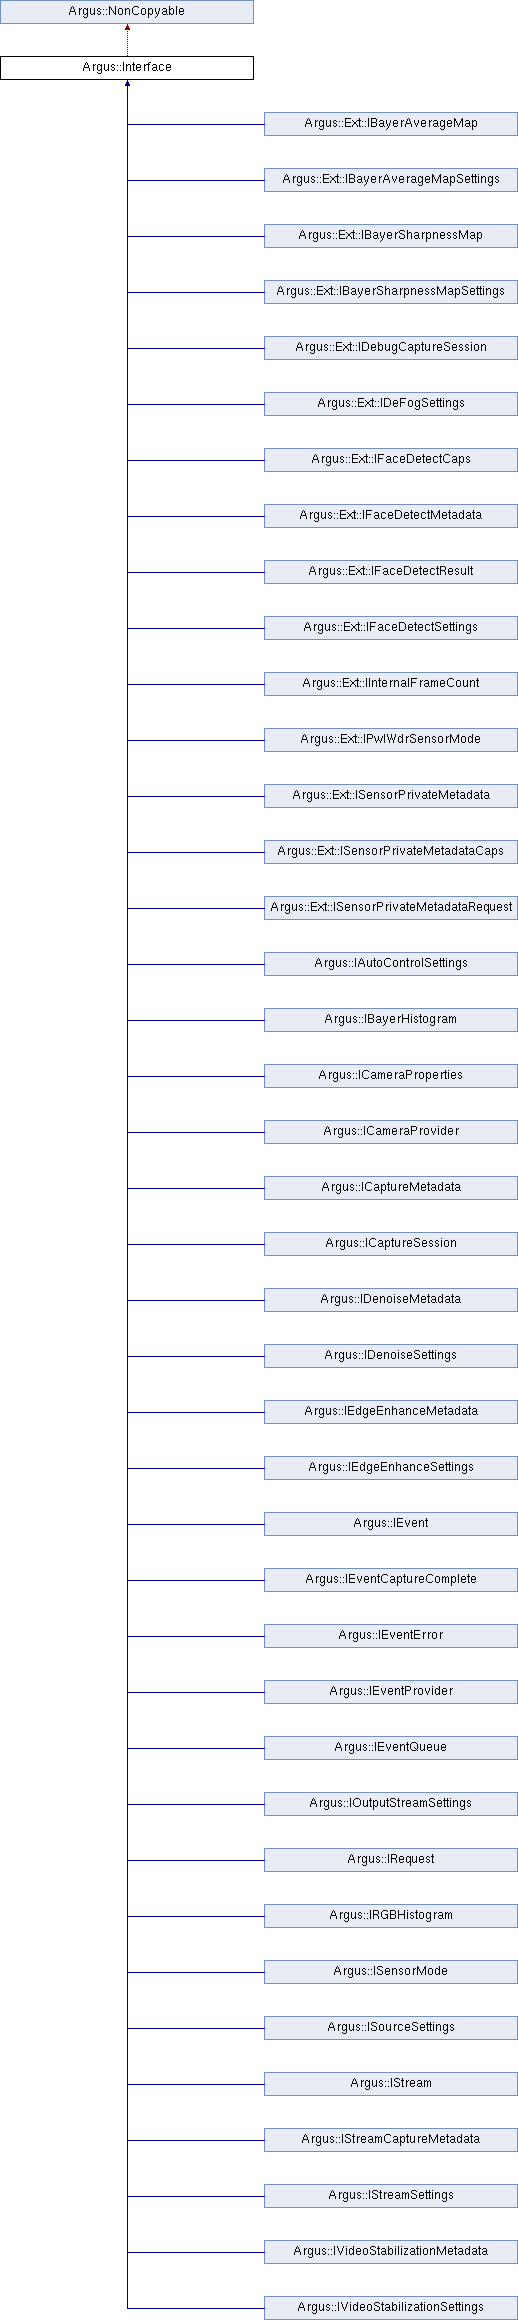 Argus::NonCopyable
Argus::Interface
Argus::Ext::IBayerAverageMap
Argus::Ext::IBayerAverageMapSettings
Argus::Ext::IBayerSharpnessMap
Argus::Ext::IBayerSharpnessMapSettings
Argus::Ext::IDebugCaptureSession
Argus::Ext::IDeFogSettings
Argus::Ext::IFaceDetectCaps
Argus::Ext::IFaceDetectMetadata
Argus::Ext::IFaceDetectResult
Argus::Ext::IFaceDetectSettings
Argus::Ext::IInternalFrameCount
Argus::Ext::IPwlWdrSensorMode
Argus::Ext::ISensorPrivateMetadata
Argus::Ext::ISensorPrivateMetadataCaps
Argus::Ext::ISensorPrivateMetadataRequest
Argus::IAutoControlSettings
Argus::IBayerHistogram
Argus::ICameraProperties
Argus::ICameraProvider
Argus::ICaptureMetadata
Argus::ICaptureSession
Argus::IDenoiseMetadata
Argus::IDenoiseSettings
Argus::IEdgeEnhanceMetadata
Argus::IEdgeEnhanceSettings
Argus::IEvent
Argus::IEventCaptureComplete
Argus::IEventError
Argus::IEventProvider
Argus::IEventQueue
Argus::IOutputStreamSettings
Argus::IRequest
Argus::IRGBHistogram
Argus::ISensorMode
Argus::ISourceSettings
Argus::IStream
Argus::IStreamCaptureMetadata
Argus::IStreamSettings
Argus::IVideoStabilizationMetadata
Argus::IVideoStabilizationSettings